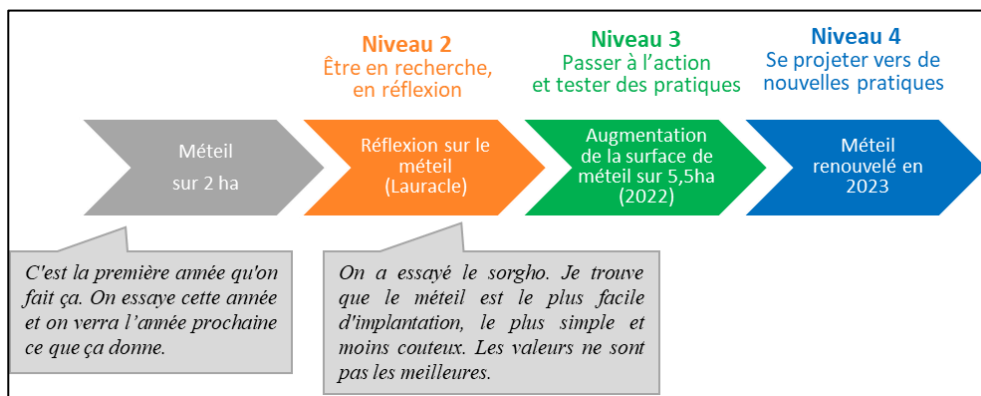 Niveau 2
Être en recherche,
en réflexion
Niveau 3
Passer à l'action
et tester des pratiques
Niveau 4
Se projeter vers de
nouvelles pratiques
Méteil
sur 2 ha
Réflexion sur le
méteil
(Lauracle)
Augmentation
de la surface de
méteil sur 5,5ha
(2022)
Méteil
renouvelé en
2023
C'est la première année qu'on
fait ça. On essaye cette année
et on verra l'année prochaine
ce que ça donne.
On a essayé le sorgho. Je trouve
que le méteil est le plus facile
d'implantation, le plus simple et
moins couteux. Les valeurs ne sont
pas les meilleures.